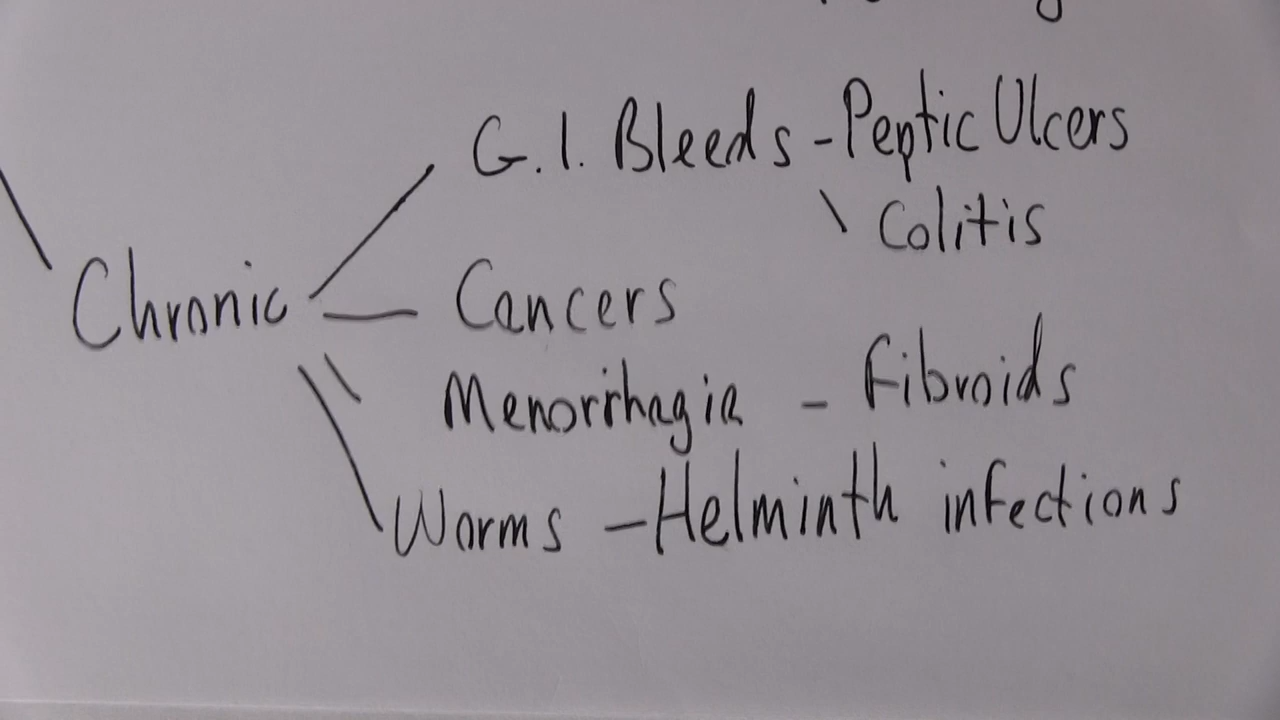 G.I. Bleeds - Peptic Ulcers
\ Colitis
Chronic — Cancers
Menorrhagia - Fibroids
Worms - Helminth infections